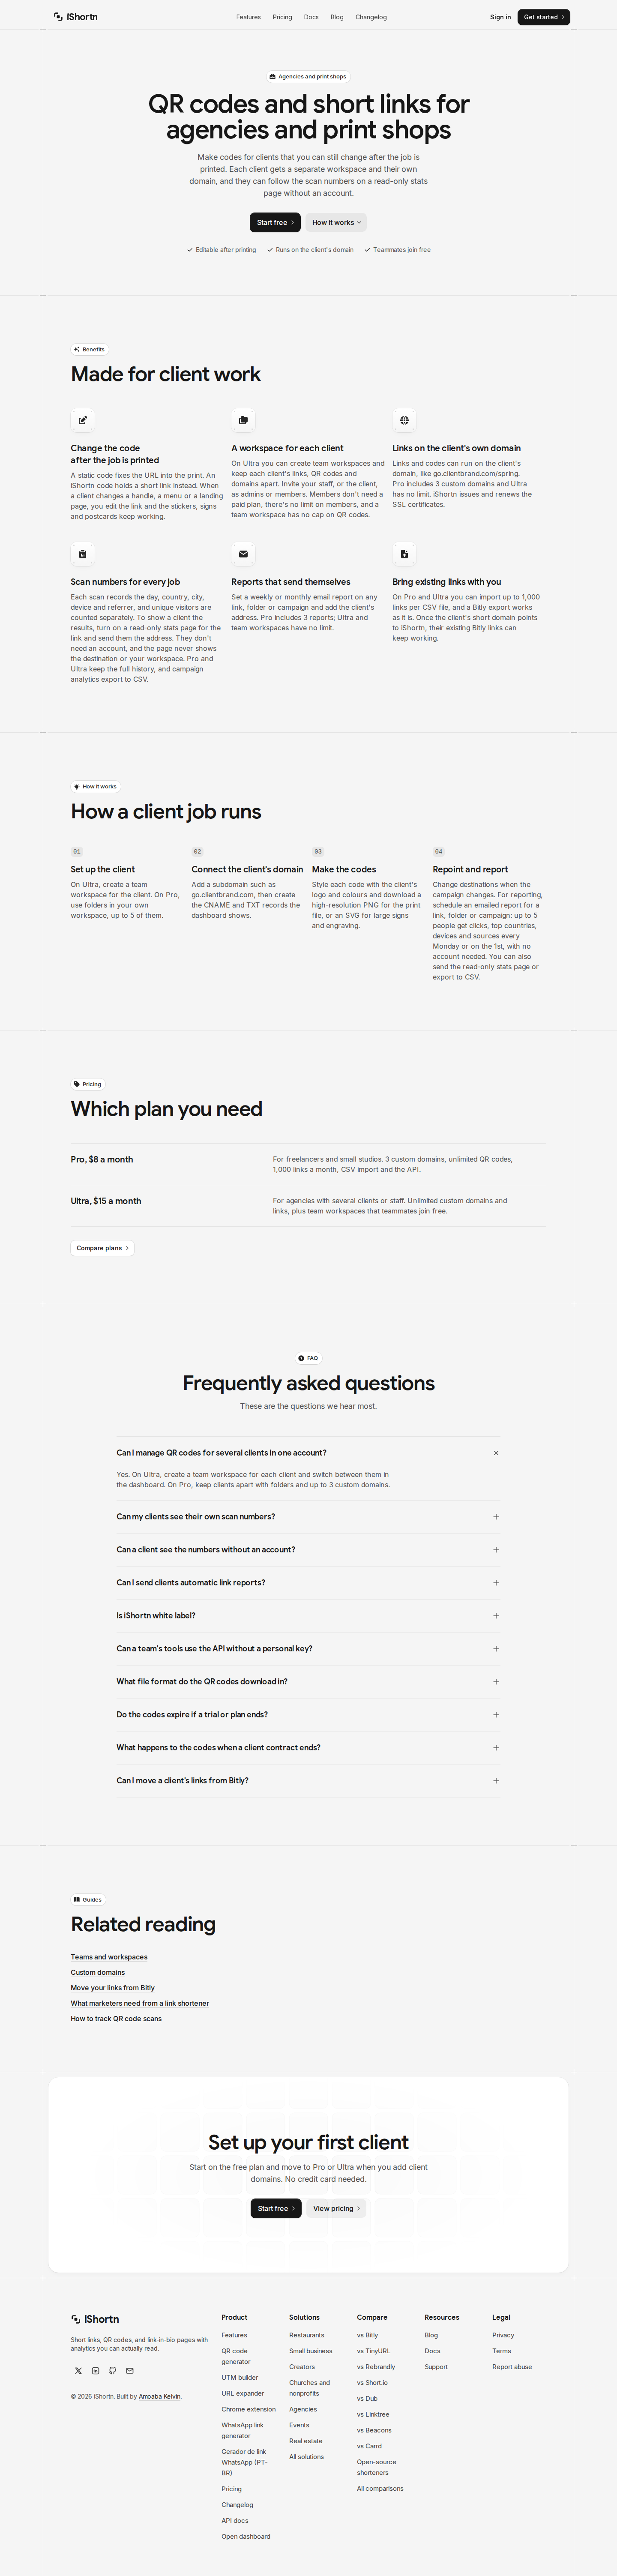 iShortn
Features
Pricing
Docs
Blog
Changelog
Sign in
Get started
Agencies and print shops
QR codes and short links for
agencies and print shops
Make codes for clients that you can still change after the job is
printed. Each client gets a separate workspace and their own
domain, and they can follow the scan numbers on a read-only stats
page without an account.
Start free
How it works
Editable after printing
Runs on the client's domain
Teammates join free
Benefits
Made for client work
Change the code
after the job is printed
A static code fixes the URL into the print. An
iShortn code holds a short link instead. When
a client changes a handle, a menu or a landing
page, you edit the link and the stickers, signs
and postcards keep working.
A workspace for each client
On Ultra you can create team workspaces and
keep each client's links, QR codes and
domains apart. Invite your staff, or the client,
as admins or members. Members don't need a
paid plan, there's no limit on members, and a
team workspace has no cap on QR codes.
Links on the client's own domain
Links and codes can run on the client's
domain, like go.clientbrand.com/spring.
Pro includes 3 custom domains and Ultra
has no limit. iShortn issues and renews the
SSL certificates.
Scan numbers for every job
Each scan records the day, country, city,
device and referrer, and unique visitors are
counted separately. To show a client the
results, turn on a read-only stats page for the
link and send them the address. They don't
need an account, and the page never shows
the destination or your workspace. Pro and
Ultra keep the full history, and campaign
analytics export to CSV.
Reports that send themselves
Set a weekly or monthly email report on any
link, folder or campaign and add the client's
address. Pro includes 3 reports; Ultra and
team workspaces have no limit.
Bring existing links with you
On Pro and Ultra you can import up to 1,000
links per CSV file, and a Bitly export works
as it is. Once the client's short domain points
to iShortn, their existing Bitly links can
keep working.
How it works
How a client job runs
01
Set up the client
On Ultra, create a team
workspace for the client. On Pro,
use folders in your own
workspace, up to 5 of them.
02
Connect the client's domain
Add a subdomain such as
go.clientbrand.com, then create
the CNAME and TXT records the
dashboard shows.
03
Make the codes
Style each code with the client's
logo and colours and download a
high-resolution PNG for the print
file, or an SVG for large signs
and engraving.
04
Repoint and report
Change destinations when the
campaign changes. For reporting,
schedule an emailed report for a
link, folder or campaign: up to 5
people get clicks, top countries,
devices and sources every
Monday or on the 1st, with no
account needed. You can also
send the read-only stats page or
export to CSV.
Pricing
Which plan you need
Pro, $8 a month
For freelancers and small studios. 3 custom domains, unlimited QR codes,
1,000 links a month, CSV import and the API.
Ultra, $15 a month
For agencies with several clients or staff. Unlimited custom domains and
links, plus team workspaces that teammates join free.
Compare plans
FAQ
Frequently asked questions
These are the questions we hear most.
Can I manage QR codes for several clients in one account?
Yes. On Ultra, create a team workspace for each client and switch between them in
the dashboard. On Pro, keep clients apart with folders and up to 3 custom domains.
Can my clients see their own scan numbers?
Can a client see the numbers without an account?
Can I send clients automatic link reports?
Is iShortn white label?
Can a team's tools use the API without a personal key?
What file format do the QR codes download in?
Do the codes expire if a trial or plan ends?
What happens to the codes when a client contract ends?
Can I move a client's links from Bitly?
Guides
Related reading
Teams and workspaces
Custom domains
Move your links from Bitly
What marketers need from a link shortener
How to track QR code scans
Set up your first client
Start on the free plan and move to Pro or Ultra when you add client
domains. No credit card needed.
Start free
View pricing
iShortn
Short links, QR codes, and link-in-bio pages with
analytics you can actually read.
© 2026 iShortn. Built by Amoaba Kelvin.
Product
Features
QR code
generator
UTM builder
URL expander
Chrome extension
WhatsApp link
generator
Gerador de link
WhatsApp (PT-
BR)
Pricing
Changelog
API docs
Open dashboard
Solutions
Restaurants
Small business
Creators
Churches and
nonprofits
Agencies
Events
Real estate
All solutions
Compare
vs Bitly
vs TinyURL
vs Rebrandly
vs Short.io
vs Dub
vs Linktree
vs Beacons
vs Carrd
Open-source
shorteners
All comparisons
Resources
Blog
Docs
Support
Legal
Privacy
Terms
Report abuse